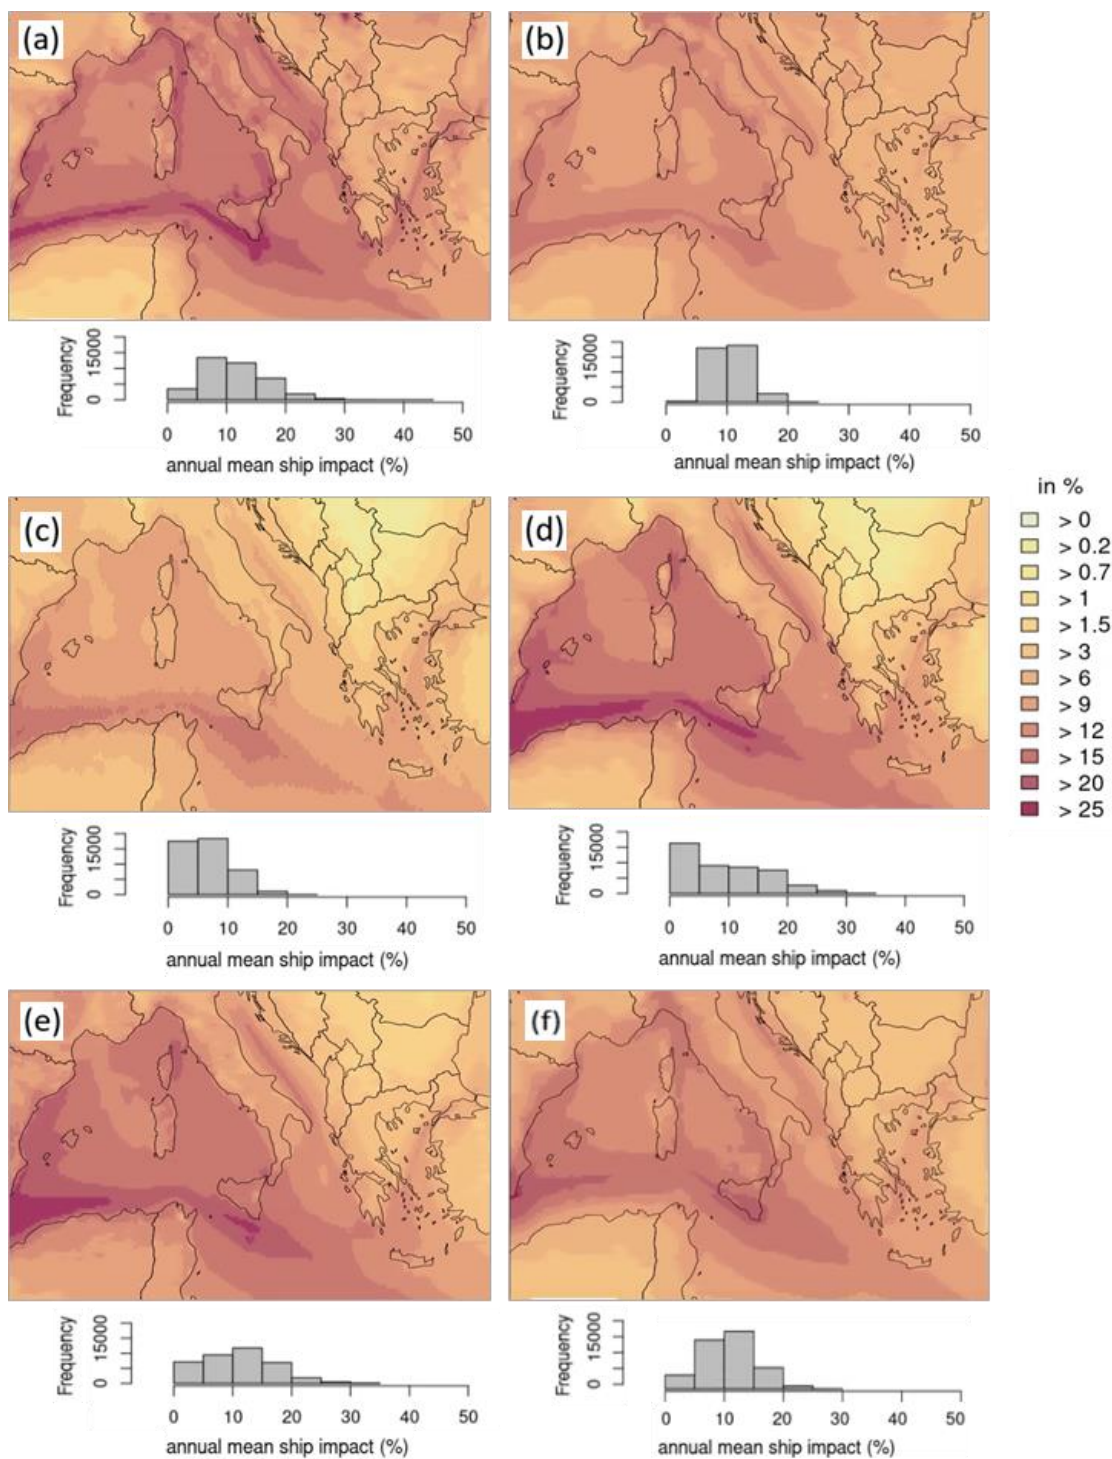 (a)
(b)
Frequency
0 15000
0 10 20 30 40 50
annual mean ship impact (%)
Frequency
0 15000
0 10 20 30 40 50
annual mean ship impact (%)
in %
> 0
> 0.2
> 0.7
> 1
> 1.5
> 3
> 6
> 9
> 12
> 15
> 20
> 25
(c)
(d)
Frequency
0 15000
0 10 20 30 40 50
annual mean ship impact (%)
Frequency
0 15000
0 10 20 30 40 50
annual mean ship impact (%)
(e)
(f)
Frequency
0 15000
0 10 20 30 40 50
annual mean ship impact (%)
Frequency
0 15000
0 10 20 30 40 50
annual mean ship impact (%)